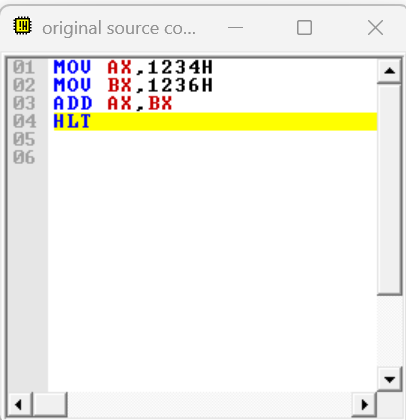 original source co...
01 MOV AX,1234H
02 MOV BX,1236H
03 ADD AX,BX
04 HLT
05
06